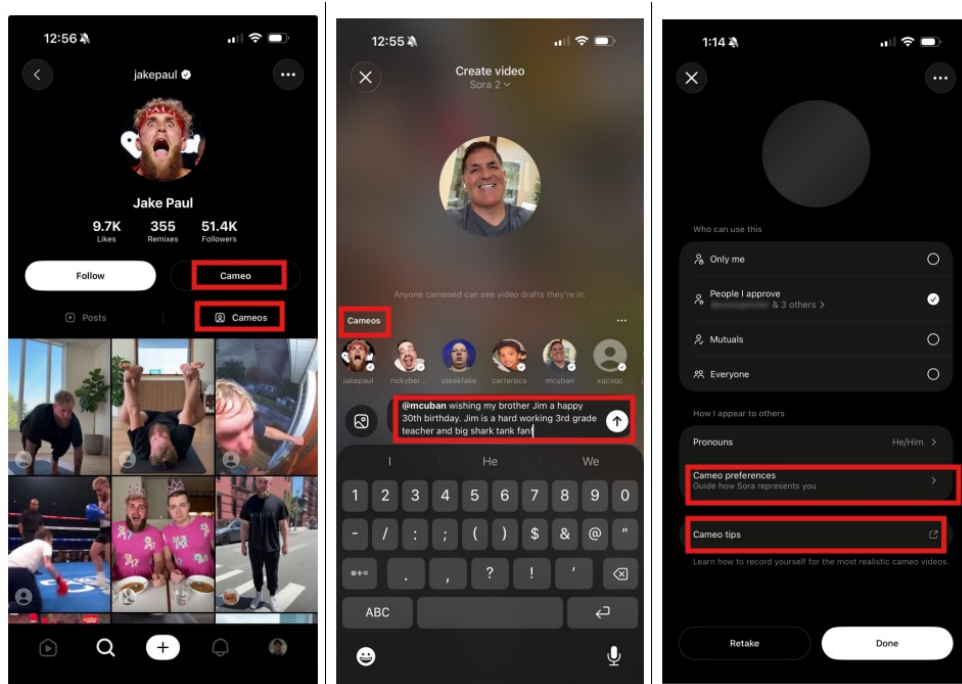 12:56
jakepaul
Jake Paul
9.7K 355 51.4K
Likes Remixes Followers
Follow Cameo
Posts Cameos
12:55
Create video
Sora 2
Anyone cameoed can see video drafts they're in.
Cameos
jakepaul rickyber... steakfake carterpcs mcuban xqcxqc
@mcuban wishing my brother Jim a happy
30th birthday. Jim is a hard working 3rd grade
teacher and big shark tank fan!
I He We
1 2 3 4 5 6 7 8 9 0
- / : ; ( ) $ & @ "
#+= . , ? ! '
ABC
1:14
Who can use this
Only me
People I approve
& 3 others >
Mutuals
Everyone
How I appear to others
Pronouns He/Him >
Cameo preferences >
Guide how Sora represents you
Cameo tips
Learn how to record yourself for the most realistic cameo videos.
Retake Done